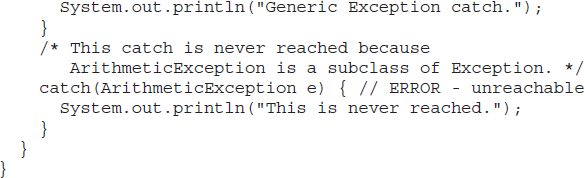 System.out.println("Generic Exception catch.");
}
/* This catch is never reached because
ArithmeticException is a subclass of Exception. */
catch(ArithmeticException e) { // ERROR - unreachable
System.out.println("This is never reached.");
}
}
}